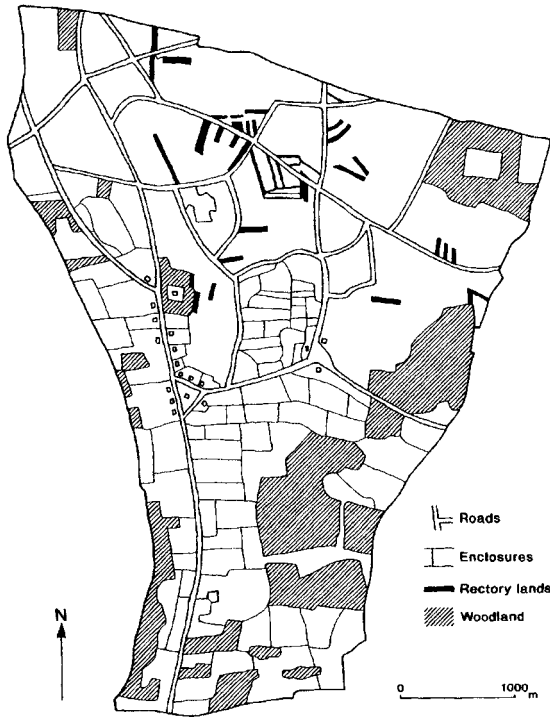 Roads
Enclosures
Rectory lands
Woodland
N
0 1000m